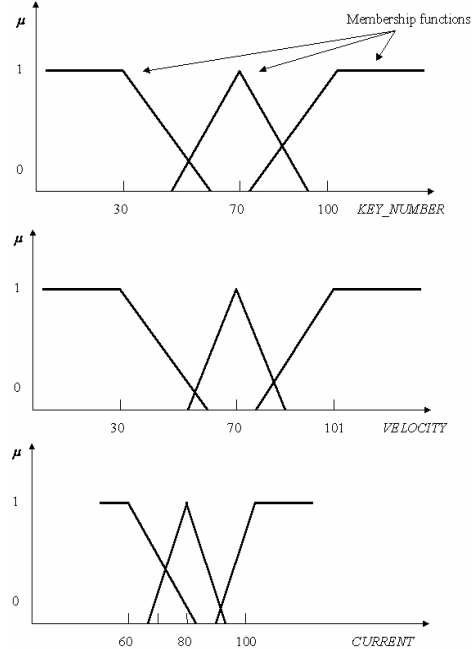 μ
Membership functions
1
0
30 70 100 KEY_NUMBER
μ
1
0
30 70 101 VELOCITY
μ
1
0
60 80 100 CURRENT